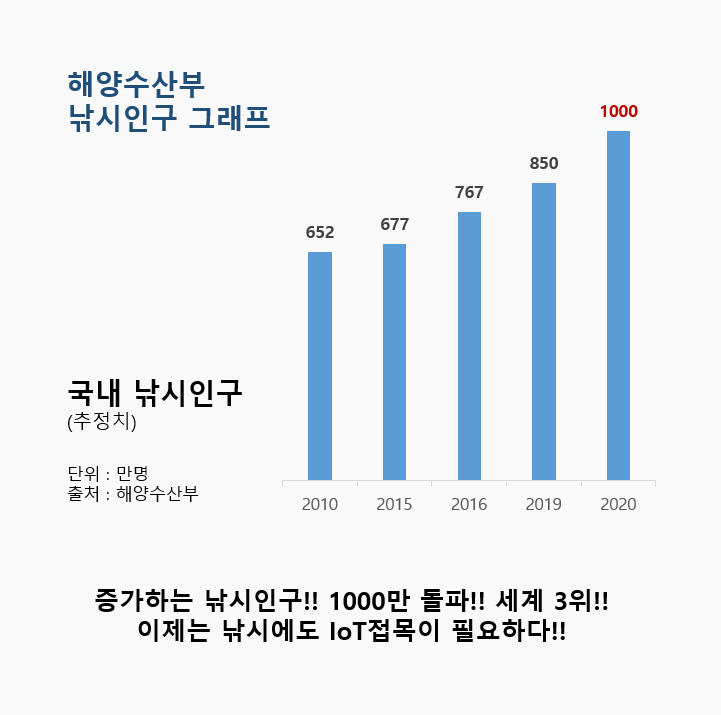 해양수산부
낚시인구 그래프
1000
850
767
677
652
국내 낚시인구
(추정치)
단위 : 만명
출처 : 해양수산부
2010 2015 2016 2019 2020
증가하는 낚시인구!! 1000만 돌파!! 세계 3위!!
이제는 낚시에도 IoT접목이 필요하다!!